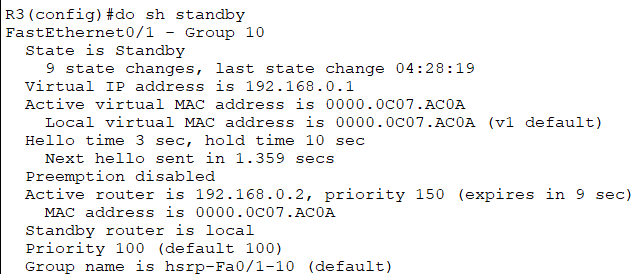 R3(config)#do sh standby
FastEthernet0/1 - Group 10
State is Standby
9 state changes, last state change 04:28:19
Virtual IP address is 192.168.0.1
Active virtual MAC address is 0000.0C07.AC0A
Local virtual MAC address is 0000.0C07.AC0A (v1 default)
Hello time 3 sec, hold time 10 sec
Next hello sent in 1.359 secs
Preemption disabled
Active router is 192.168.0.2, priority 150 (expires in 9 sec)
MAC address is 0000.0C07.AC0A
Standby router is local
Priority 100 (default 100)
Group name is hsrp-Fa0/1-10 (default)